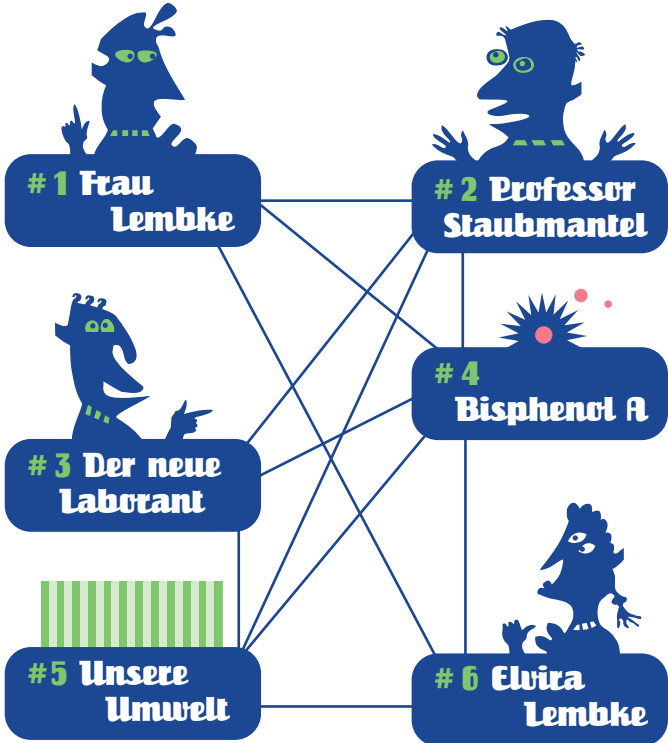 # 1 Frau
Lembke
# 2 Professor
Staubmantel
# 3 Der neue
Laborant
# 4
Bisphenol A
#5 Unsere
Umwelt
# 6 Elvira
Lembke